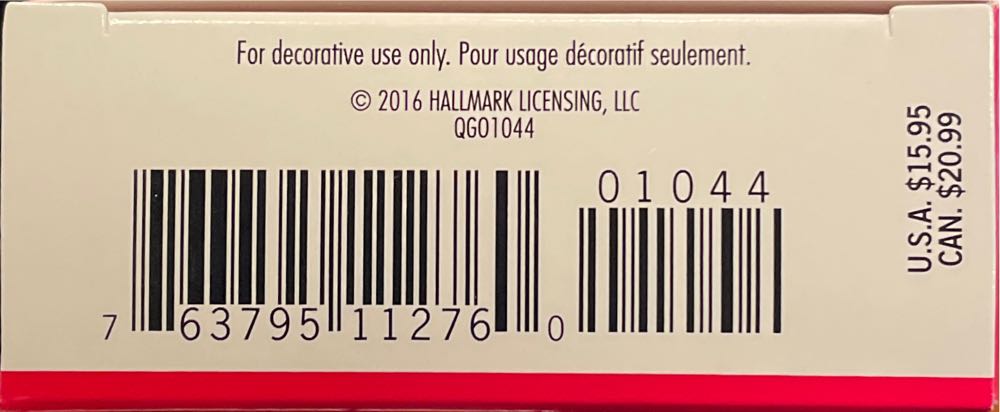 For decorative use only. Pour usage décoratif seulement.
© 2016 HALLMARK LICENSING, LLC
QGO1044
01044
7 63795 11276 0
U.S.A. $15.95
CAN. $20.99